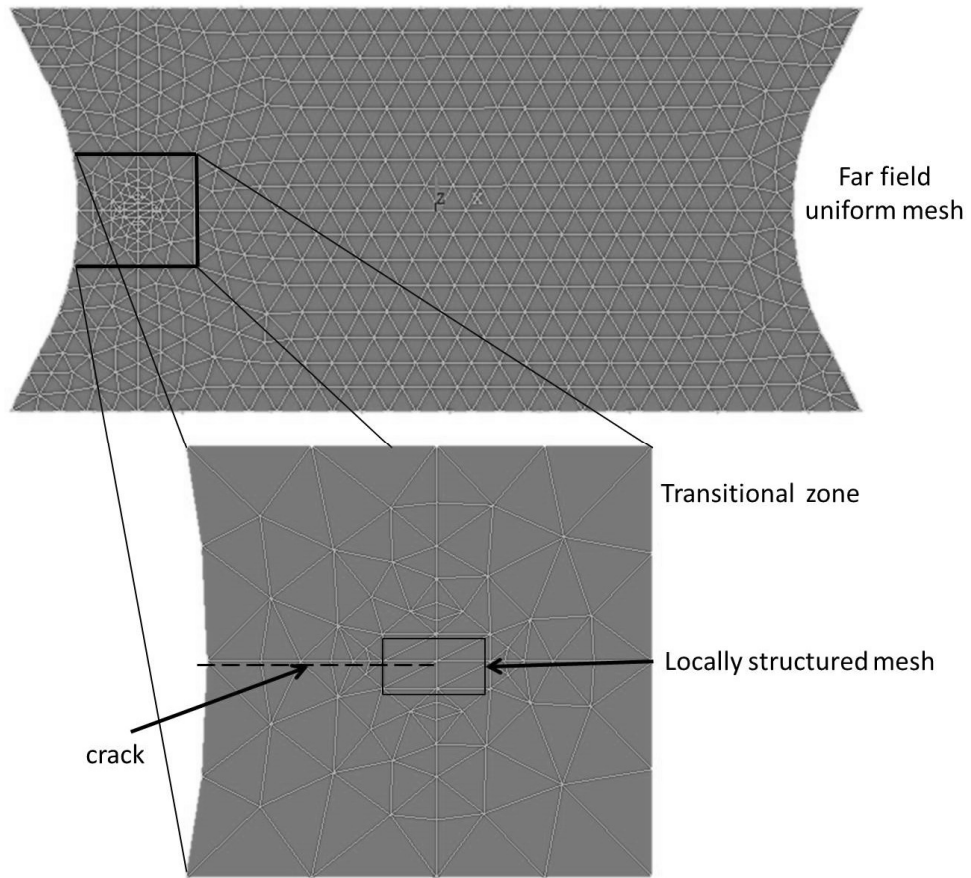 Z X
Far field
uniform mesh
Transitional zone
Locally structured mesh
crack